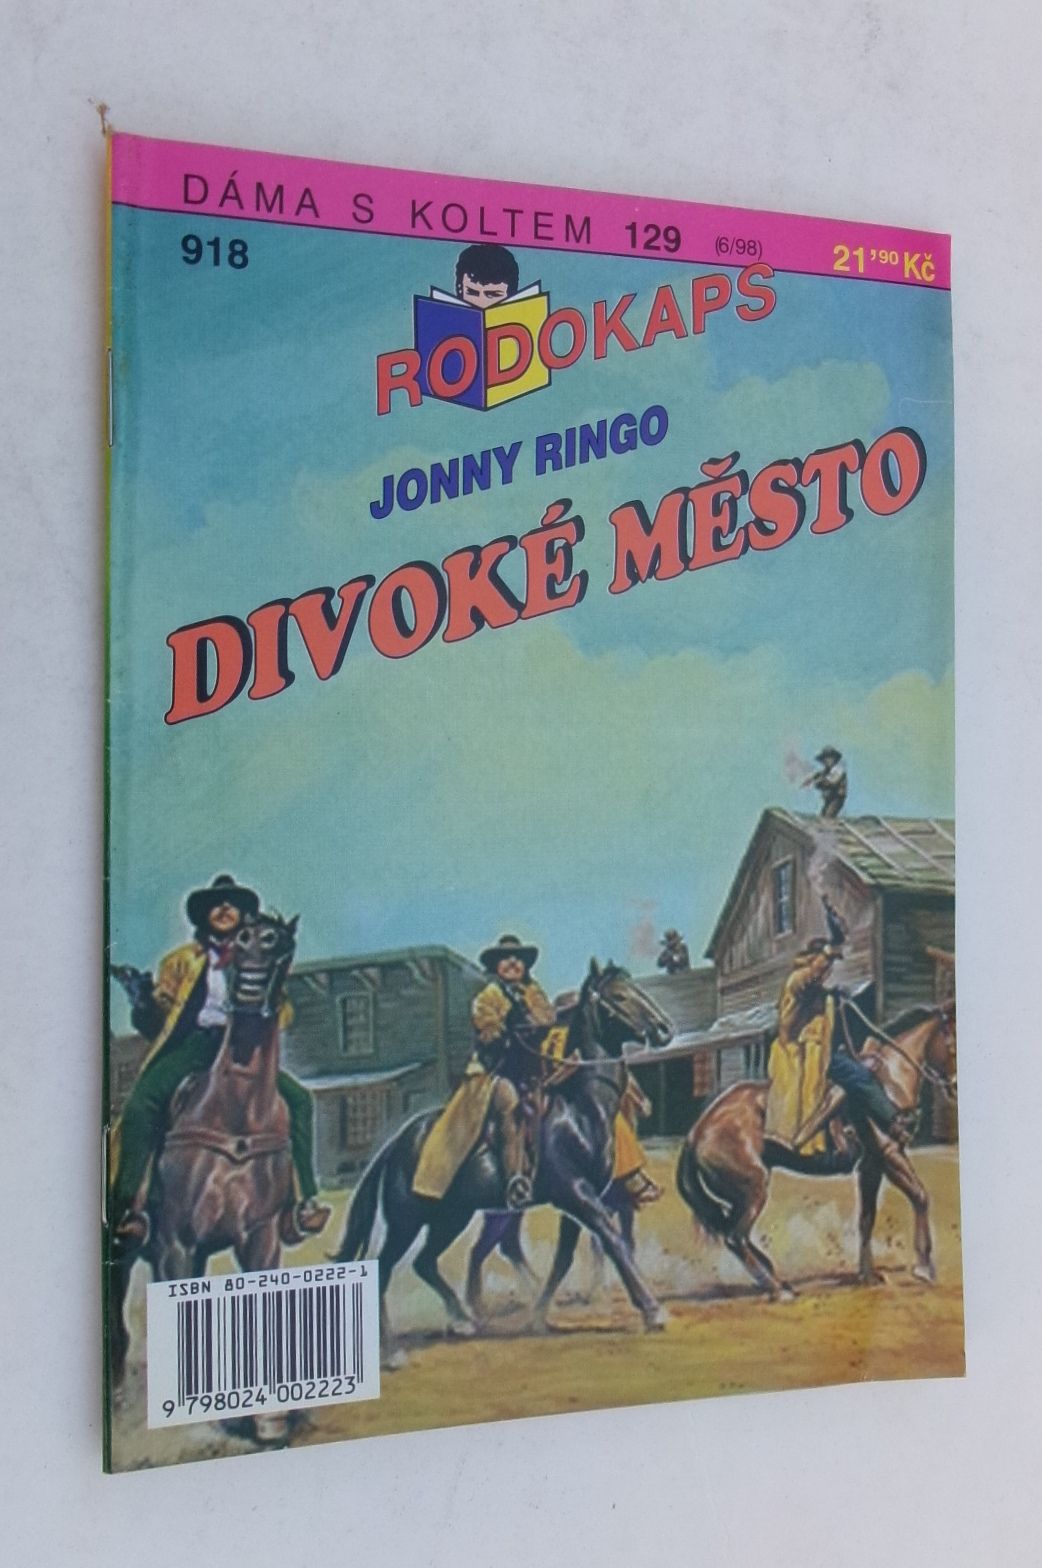 DÁMA S KOLTEM 129 (6/98)
21,90 Kč
918
RODOKAPS
JONNY RINGO
DIVOKÉ MĚSTO
ISBN 80-240-0222-1
9 798024 002223